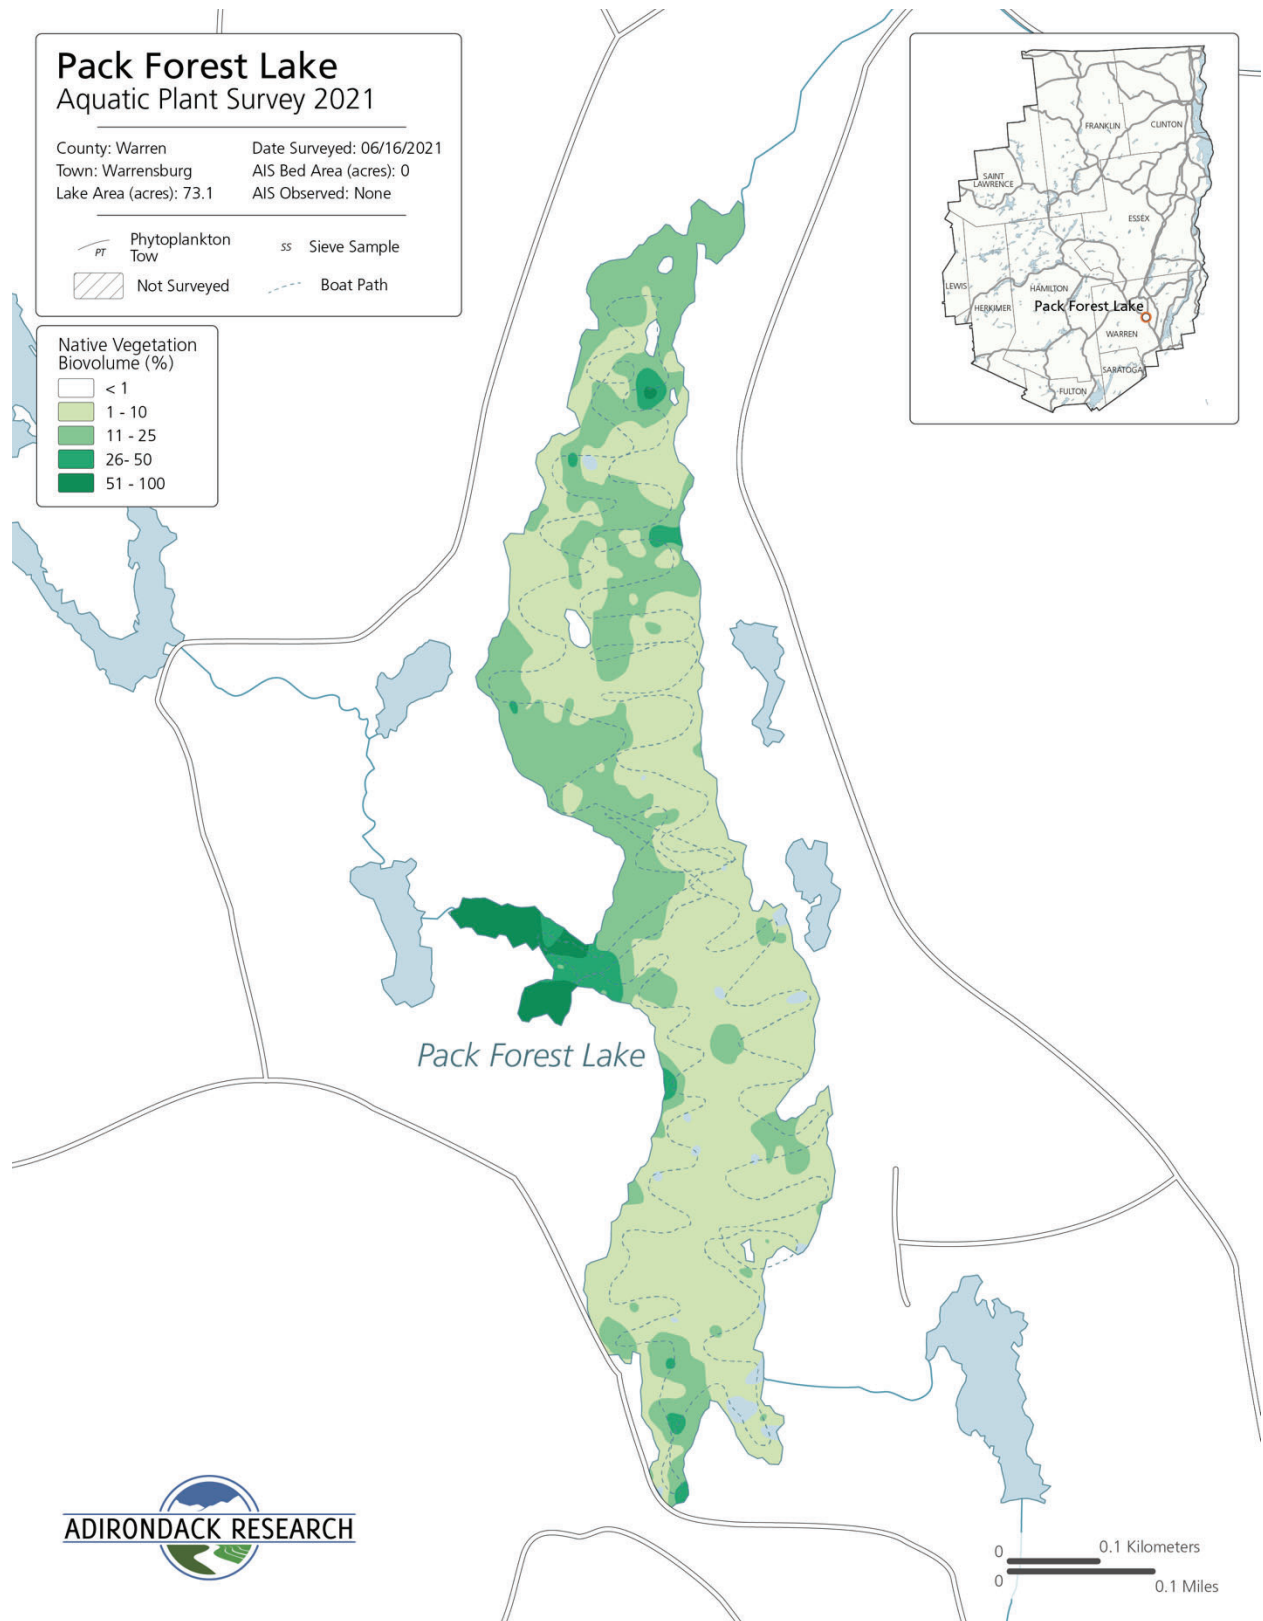 Pack Forest Lake
Aquatic Plant Survey 2021
County: Warren
Date Surveyed: 06/16/2021
Town: Warrensburg
AIS Bed Area (acres): 0
Lake Area (acres): 73.1
AIS Observed: None
PT
Phytoplankton
Tow
SS
Sieve Sample
Not Surveyed
Boat Path
Native Vegetation
Biovolume (%)
< 1
1 - 10
11 - 25
26- 50
51 - 100
FRANKLIN
CLINTON
SAINT
LAWRENCE
ESSEX
LEWIS
HAMILTON
HERKIMER
Pack Forest Lake
WARREN
SARATOGA
FULTON
Pack Forest Lake
ADIRONDACK RESEARCH
0
0.1 Kilometers
0
0.1 Miles